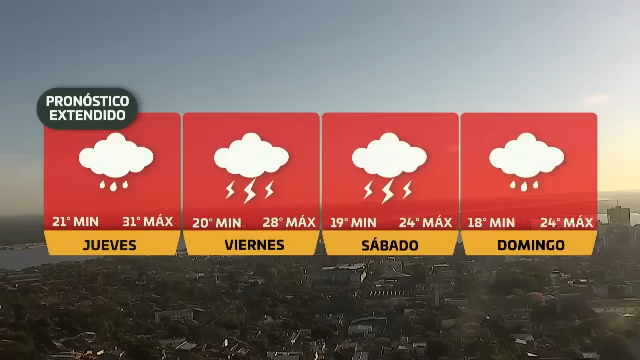 PRONÓSTICO
EXTENDIDO
21° MIN 31° MÁX
JUEVES
20° MIN 28° MÁX
VIERNES
19° MIN 24° MÁX
SÁBADO
18° MIN 24° MÁX
DOMINGO